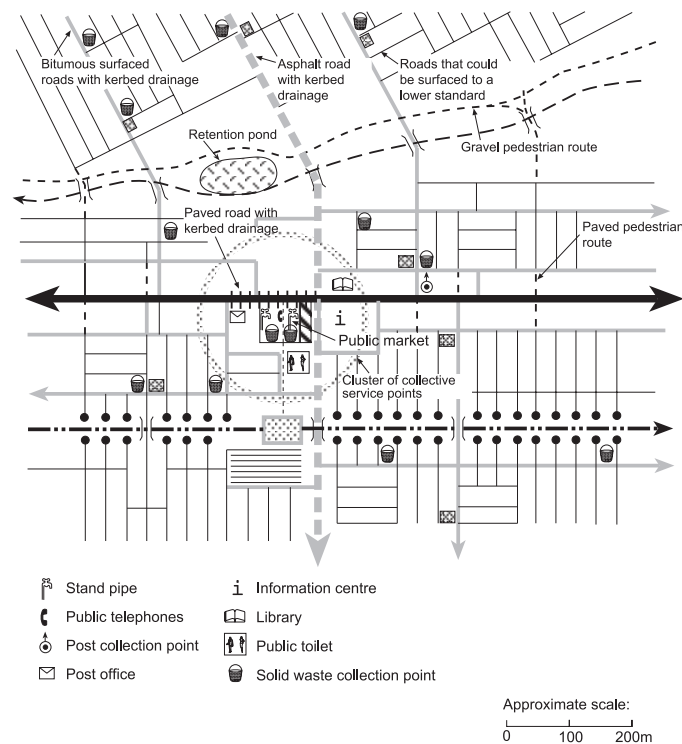 Bitumous surfaced
roads with kerbed drainage
Asphalt road
with kerbed
drainage
Roads that could
be surfaced to a
lower standard
Retention pond
Gravel pedestrian route
Paved road with
kerbed drainage
Paved pedestrian
route
i
Public market
Cluster of collective
service points
Stand pipe
i Information centre
Public telephones
Library
Post collection point
Public toilet
Post office
Solid waste collection point
Approximate scale:
0 100 200m